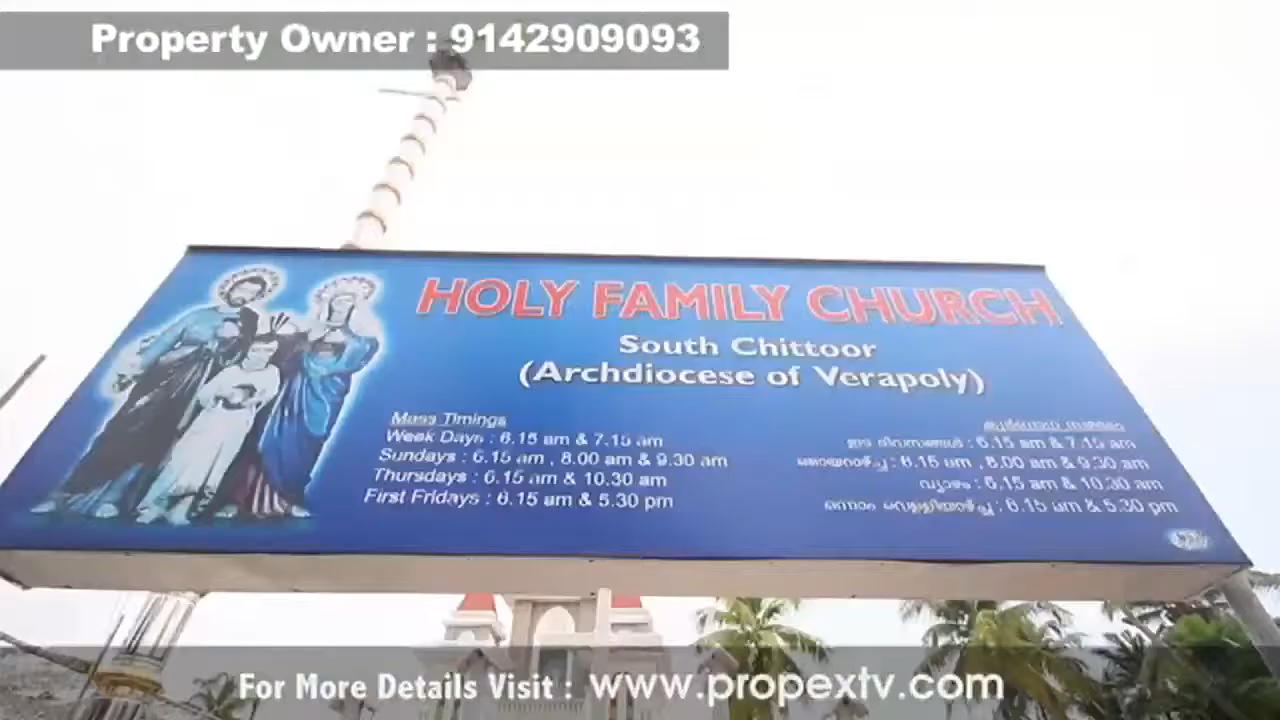 Property Owner : 9142909093
HOLY FAMILY CHURCH
South Chittoor
(Archdiocese of Verapoly)
Mass Timings
Week Days : 6.15 am & 7.15 am
Sundays : 6.15 am , 8.00 am & 9.30 am
Thursdays : 6.15 am & 10.30 am
First Fridays : 6.15 am & 5.30 pm
: 6.15 am & 7.15 am
: 6.15 am , 8.00 am & 9.30 am
വ്യാഴം : 6.15 am & 10.30 am
: 6.15 am & 5.30 pm
For More Details Visit : www.propextv.com